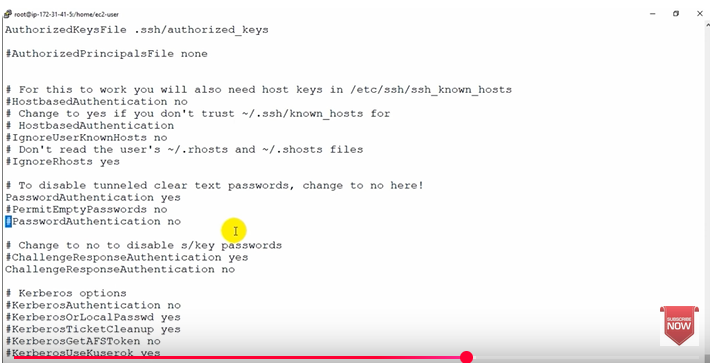 root@ip-172-31-41-5:/home/ec2-user
AuthorizedKeysFile .ssh/authorized_keys
#AuthorizedPrincipalsFile none
# For this to work you will also need host keys in /etc/ssh/ssh_known_hosts
#HostbasedAuthentication no
# Change to yes if you don't trust ~/.ssh/known_hosts for
# HostbasedAuthentication
#IgnoreUserKnownHosts no
# Don't read the user's ~/.rhosts and ~/.shosts files
#IgnoreRhosts yes
# To disable tunneled clear text passwords, change to no here!
PasswordAuthentication yes
#PermitEmptyPasswords no
#PasswordAuthentication no
# Change to no to disable s/key passwords
#ChallengeResponseAuthentication yes
ChallengeResponseAuthentication no
# Kerberos options
#KerberosAuthentication no
#KerberosOrLocalPasswd yes
#KerberosTicketCleanup yes
#KerberosGetAFSToken no
#KerberosUseKuserok yes
SUBSCRIBE
NOW